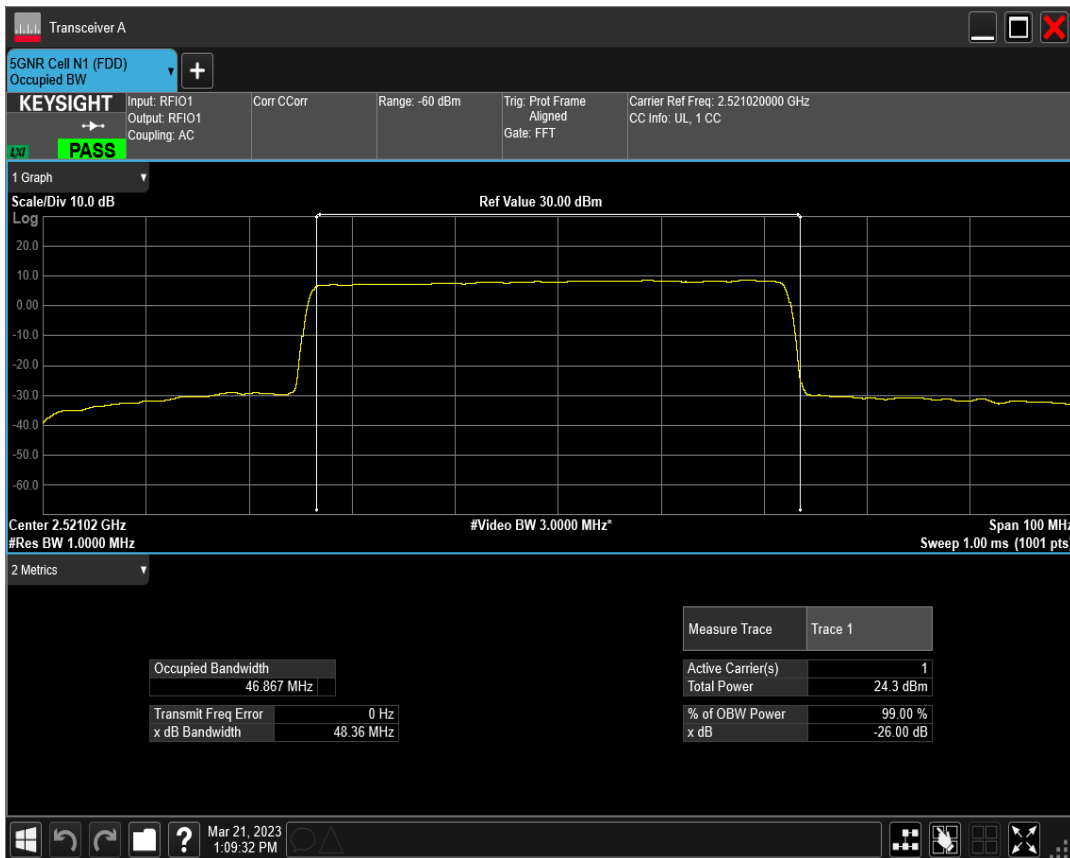 Transceiver A
5GNR Cell N1 (FDD)
Occupied BW
KEYSIGHT
LXI
PASS
Input: RFIO1
Output: RFIO1
Coupling: AC
Corr CCorr
Range: -60 dBm
Trig: Prot Frame
Aligned
Gate: FFT
Carrier Ref Freq: 2.521020000 GHz
CC Info: UL, 1 CC
1 Graph
Scale/Div 10.0 dB
Ref Value 30.00 dBm
Log
20.0
10.0
0.00
-10.0
-20.0
-30.0
-40.0
-50.0
-60.0
Center 2.52102 GHz
#Video BW 3.0000 MHz*
Span 100 MHz
#Res BW 1.0000 MHz
Sweep 1.00 ms (1001 pts)
2 Metrics
Measure Trace Trace 1
Occupied Bandwidth
46.867 MHz
Active Carrier(s) 1
Total Power 24.3 dBm
Transmit Freq Error 0 Hz
x dB Bandwidth 48.36 MHz
% of OBW Power 99.00 %
x dB -26.00 dB
?
Mar 21, 2023
1:09:32 PM